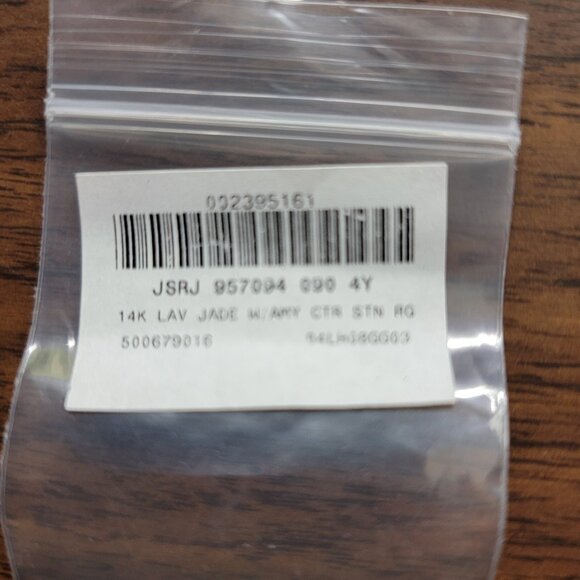 002395161
JSRJ 957094 090 4Y
14K LAV JADE W/AMY CTR STN RG
500679016